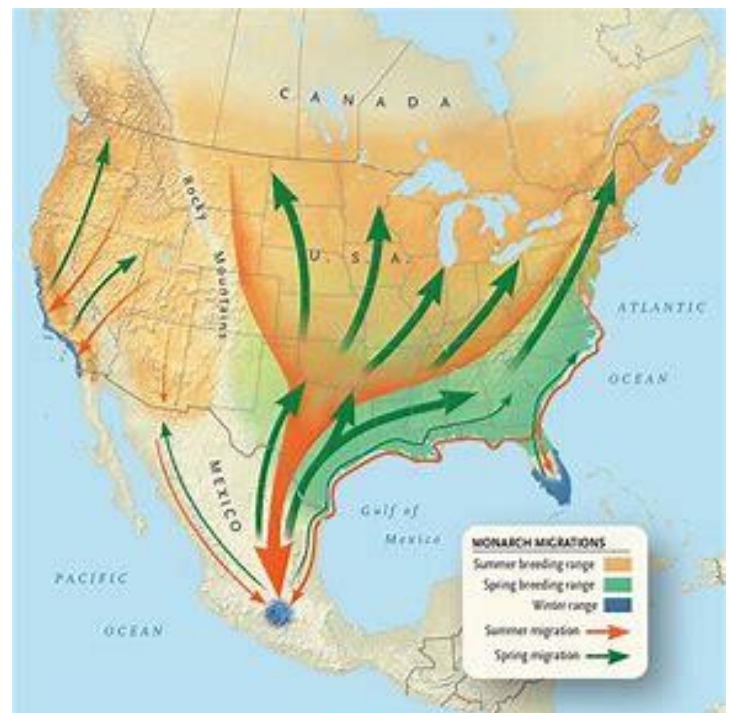 C A N A D A
Rocky
Mountains
U. S. A.
ATLANTIC
OCEAN
MEXICO
Gulf of
Mexico
PACIFIC
OCEAN
MONARCH MIGRATIONS
Summer breeding range
Spring breeding range
Winter range
Summer migration
Spring migration